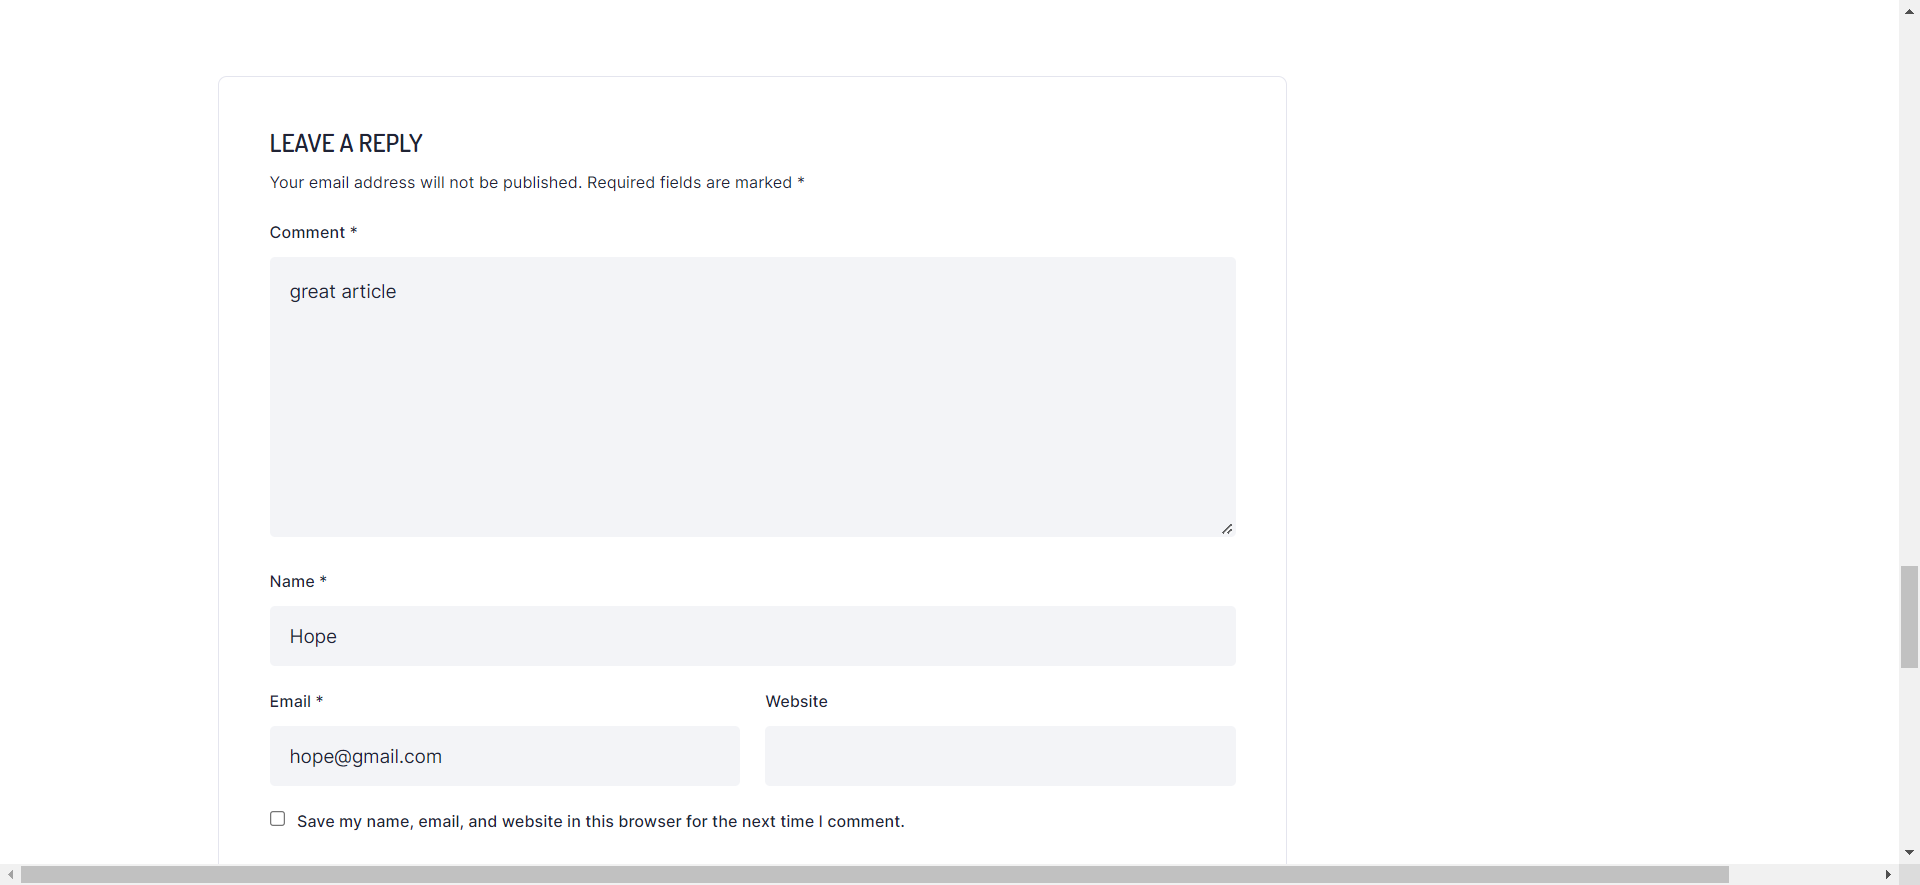 LEAVE A REPLY
Your email address will not be published. Required fields are marked *
Comment *
great article
Name *
Hope
Email *
Website
hope@gmail.com
Save my name, email, and website in this browser for the next time I comment.